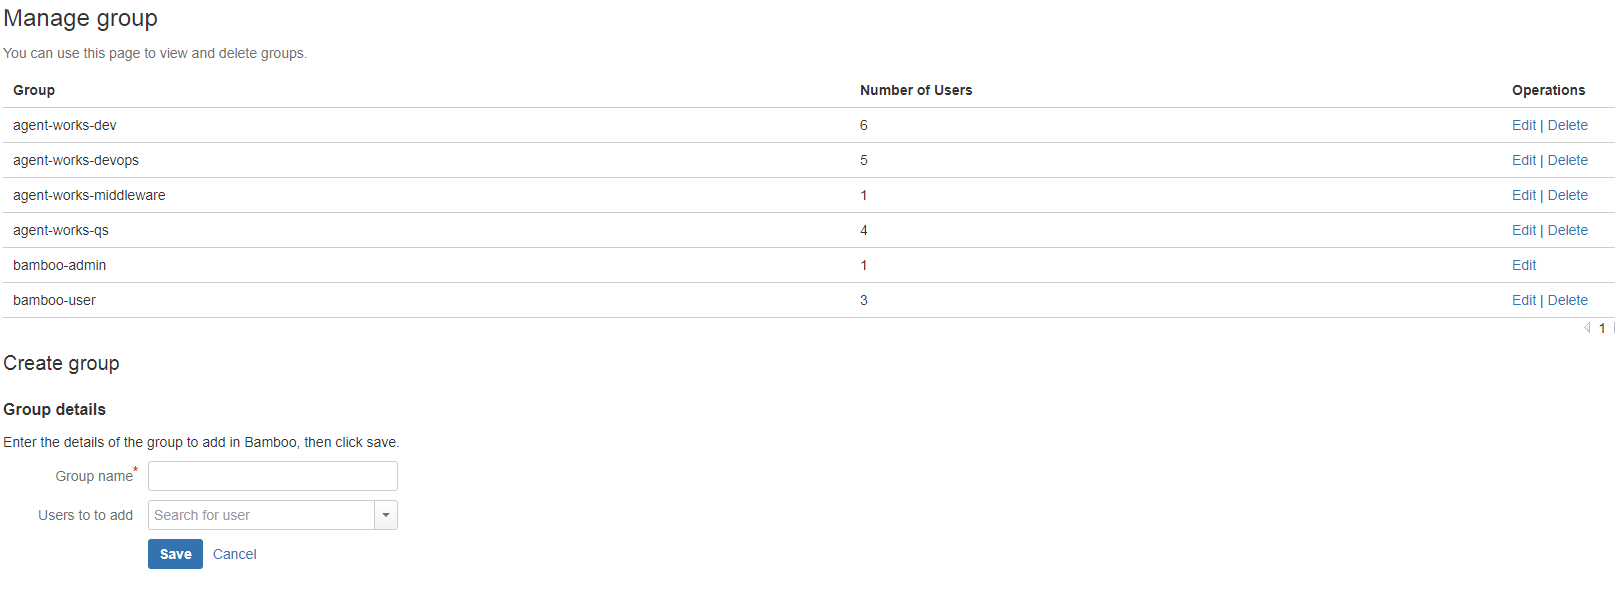 Manage group
You can use this page to view and delete groups.
Group Number of Users Operations
agent-works-dev 6 Edit | Delete
agent-works-devops 5 Edit | Delete
agent-works-middleware 1 Edit | Delete
agent-works-qs 4 Edit | Delete
bamboo-admin 1 Edit
bamboo-user 3 Edit | Delete
1
Create group
Group details
Enter the details of the group to add in Bamboo, then click save.
Group name*
Users to to add Search for user
Save Cancel